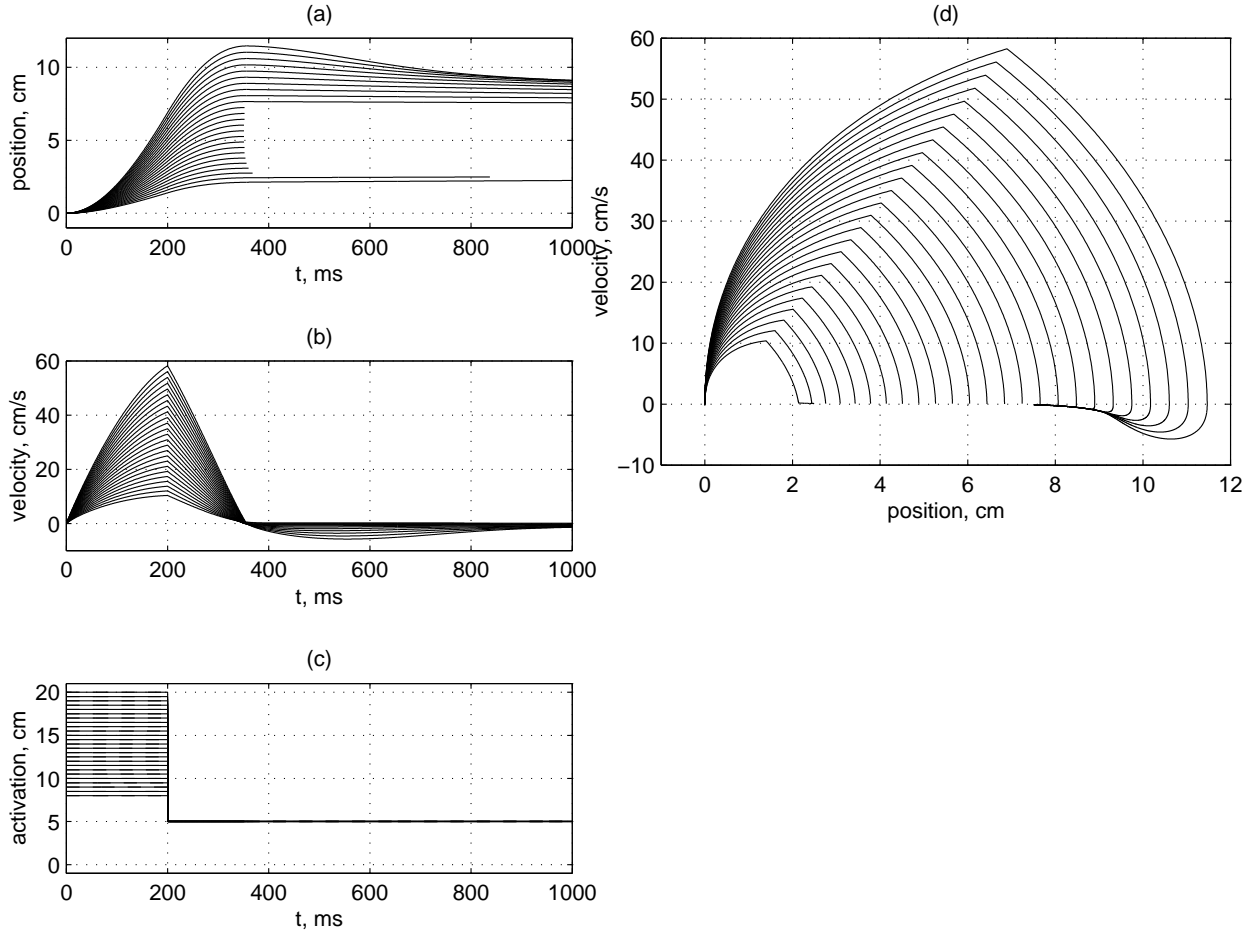 (a)
10
5
0
position, cm
0 200 400 600 800 1000
t, ms
(b)
60
40
20
0
velocity, cm/s
0 200 400 600 800 1000
t, ms
(c)
20
15
10
5
0
activation, cm
0 200 400 600 800 1000
t, ms
(d)
60
50
40
30
20
10
0
−10
velocity, cm/s
0 2 4 6 8 10 12
position, cm